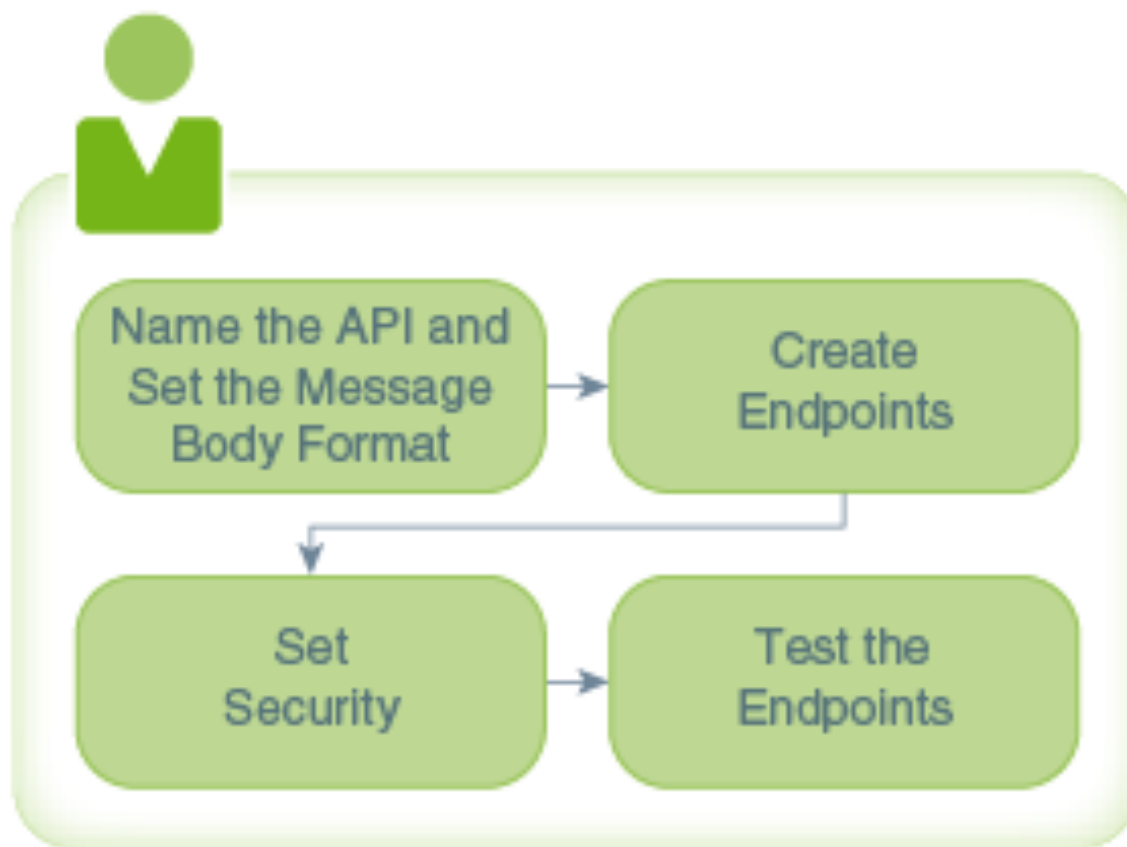 Name the API and
Set the Message
Body Format
Create
Endpoints
Set
Security
Test the
Endpoints